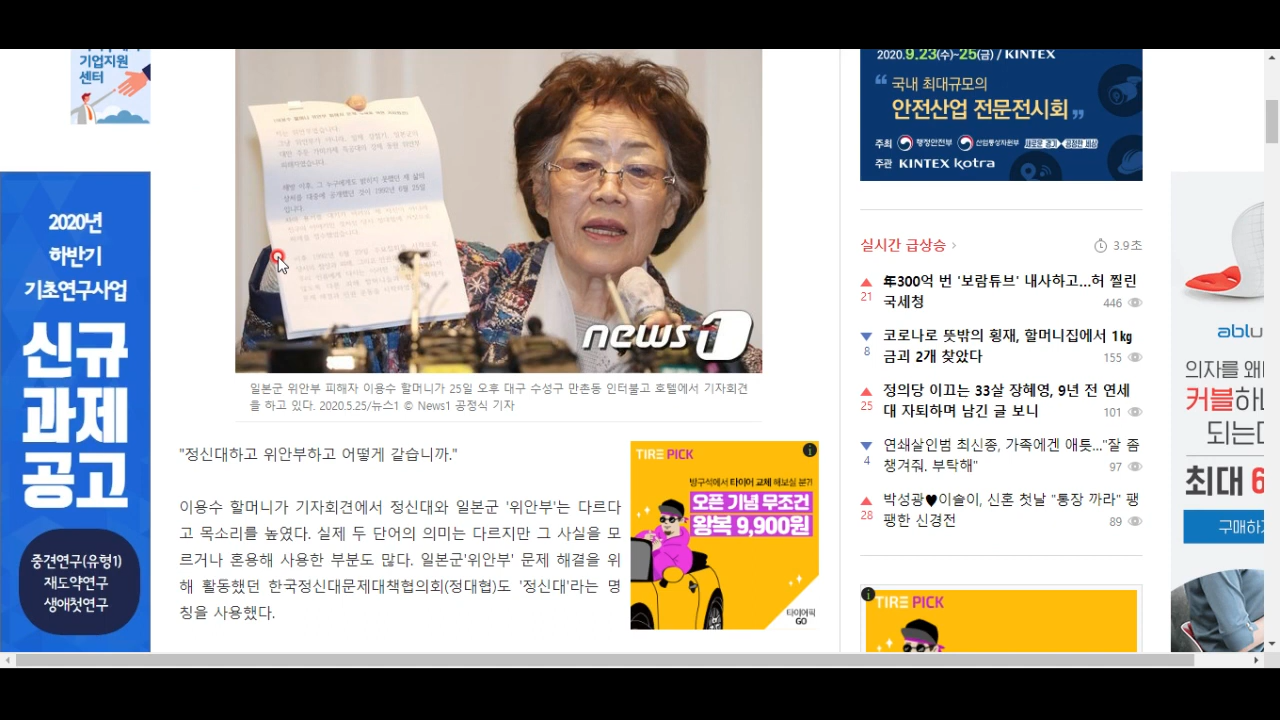 기업지원
센터
2020년
하반기
기초연구사업
신규
과제
공고
중견연구(유형1)
재도약연구
생애첫연구
news1
일본군 위안부 피해자 이용수 할머니가 25일 오후 대구 수성구 만촌동 인터불고 호텔에서 기자회견
을 하고 있다. 2020.5.25/뉴스1 © News1 공정식 기자
"정신대하고 위안부하고 어떻게 같습니까."
이용수 할머니가 기자회견에서 정신대와 일본군 '위안부'는 다르다
고 목소리를 높였다. 실제 두 단어의 의미는 다르지만 그 사실을 모
르거나 혼용해 사용한 부분도 많다. 일본군'위안부' 문제 해결을 위
해 활동했던 한국정신대문제대책협의회(정대협)도 '정신대'라는 명
칭을 사용했다.
TIRE PICK
방구석에서 타이어 교체 해보실 분?!
오픈 기념 무조건
왕복 9,900원
타이어픽
GO
2020.9.23(수)~25(금) / KINTEX
"국내 최대규모의
안전산업 전문전시회"
주최 행정안전부 산업통상자원부
주관 KINTEX kotra
실시간 급상승 > 3.9초
21 年300억 번 '보람튜브' 내사하고...허 찔린
국세청 446
8 코로나로 뜻밖의 횡재, 할머니집에서 1kg
금괴 2개 찾았다 155
25 정의당 이끄는 33살 장혜영, 9년 전 연세
대 자퇴하며 남긴 글 보니 101
4 연쇄살인범 최신종, 가족에겐 애틋..."잘 좀
챙겨줘, 부탁해" 97
28 박성광♥이솔이, 신혼 첫날 "통장 까라" 팽
팽한 신경전 89
TIRE PICK
ablu
의자를 왜
커블하
되는데
최대 6
구매하